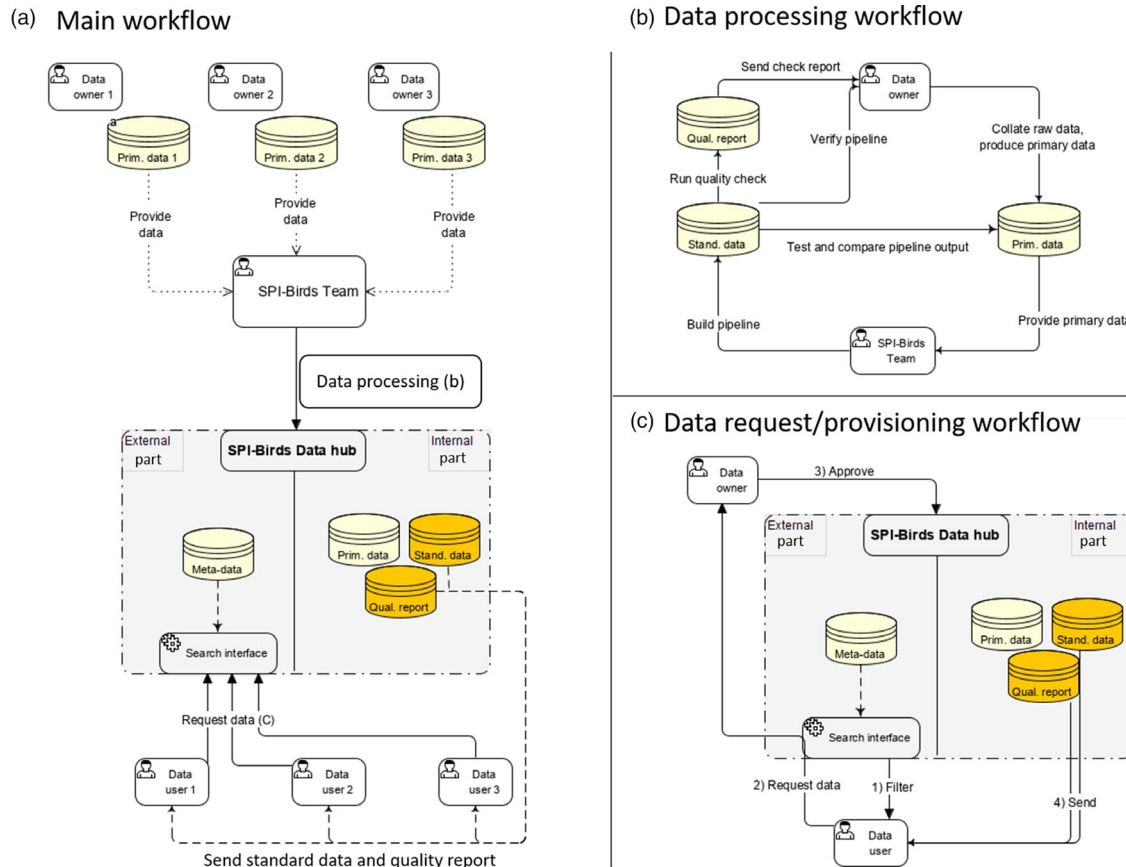 (a) Main workflow
Data
owner 1
Data
owner 2
Data
owner 3
a
Prim. data 1
Prim. data 2
Prim. data 3
Provide
data
Provide
data
Provide
data
SPI-Birds Team
Data processing (b)
External
part
SPI-Birds Data hub
Internal
part
Meta-data
Prim. data
Stand. data
Qual. report
Search interface
Request data (C)
Data
user 1
Data
user 2
Data
user 3
Send standard data and quality report
(b) Data processing workflow
Send check report
Data
owner
Qual. report
Verify pipeline
Collate raw data,
produce primary data
Run quality check
Stand. data
Test and compare pipeline output
Prim. data
Build pipeline
Provide primary data
SPI-Birds
Team
(c) Data request/provisioning workflow
Data
owner
3) Approve
External
part
SPI-Birds Data hub
Internal
part
Meta-data
Prim. data
Stand. data
Qual. report
Search interface
2) Request data
1) Filter
4) Send
Data
user